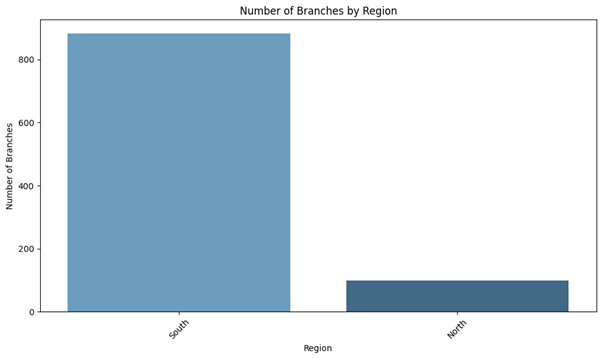 Number of Branches by Region
Number of Branches
800
600
400
200
0
South
North
Region